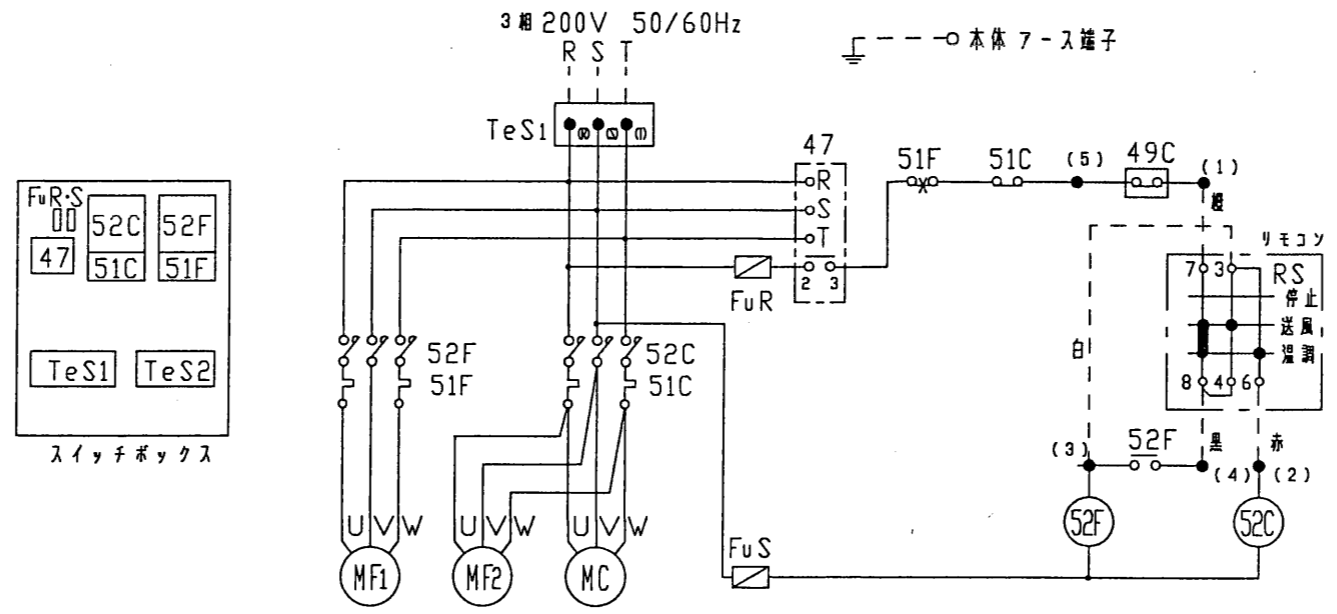 3相 200V 50/60Hz
R S T
本体 アース端子
TeS1 (R) (S) (T)
FuR・S
52C 52F
47
51C 51F
TeS1 TeS2
スイッチボックス
47
R
S
T
2 3
FuR
51F 51C (5) 49C (1)
橙
リモコン
7 3 RS
停止
送風
温調
8 4 6
白
黒 赤
(3) 52F (4) (2)
52F
51F
52C
51C
U V W U V W U V W
MF1 MF2 MC
FuS
52F 52C